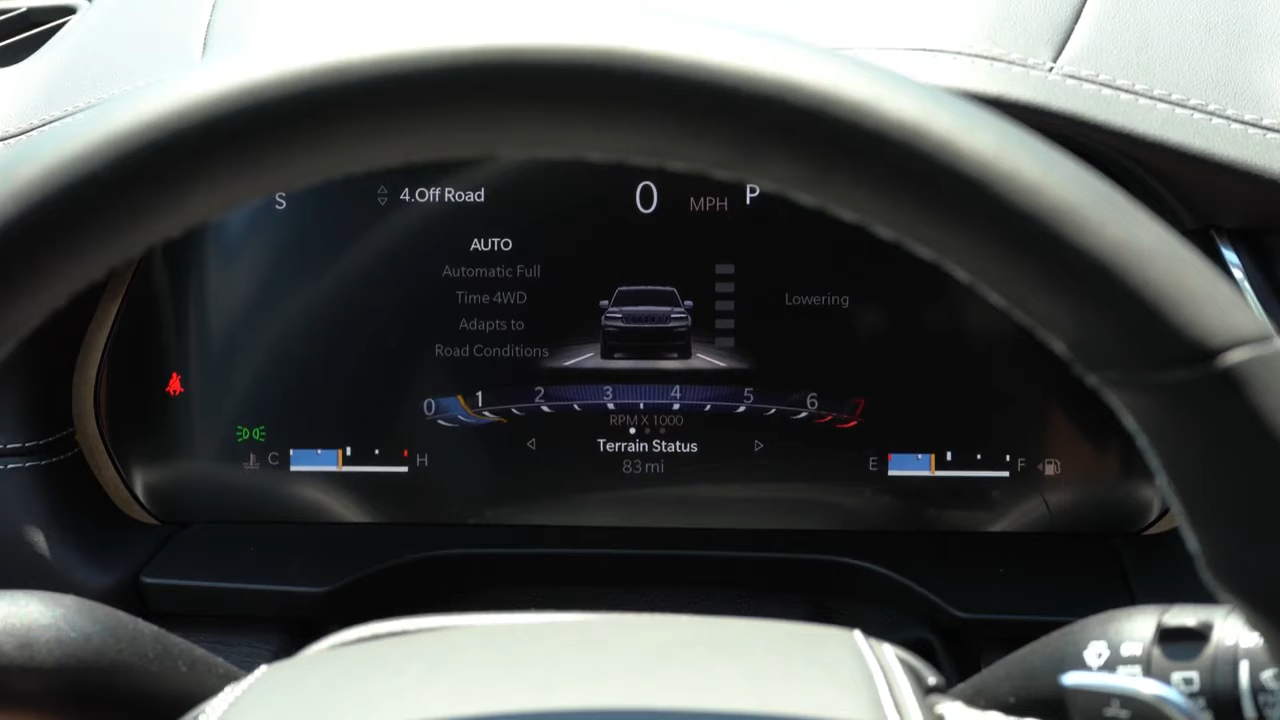 S
4.Off Road
0 MPH P
AUTO
Automatic Full
Time 4WD
Adapts to
Road Conditions
Lowering
0 1 2 3 4 5 6 7
RPM X 1000
Terrain Status
83 mi
C H
E F